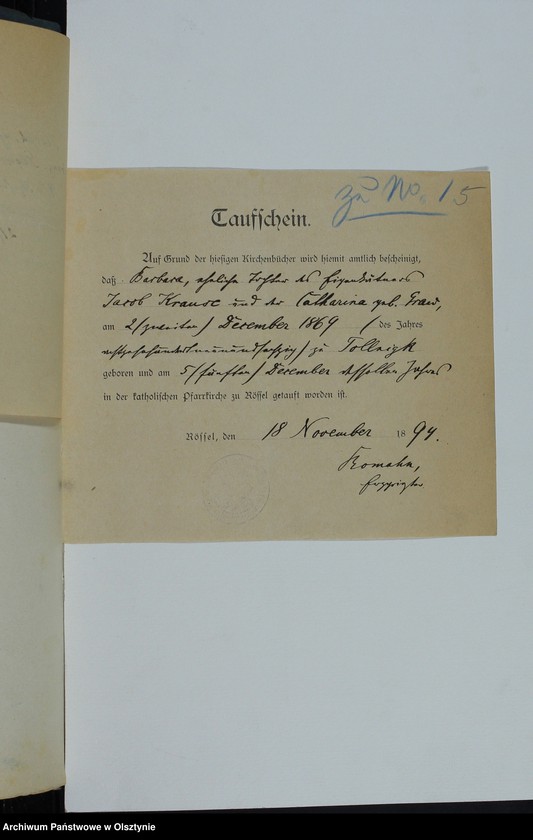 zu No. 15
Taufschein.
Auf Grund der hiesigen Kirchenbücher wird hiemit amtlich bescheinigt,
daß Barbara, eheliche Tochter des Eigenkätners
Jacob Krause und der Catharina geb. Graw,
am 2/zweiten/ December 1869 / des Jahres
achtzehnhundertneunundsechzig/ zu Tollnigk
geboren und am 5/fünften/ December desselben Jahres
in der katholischen Pfarrkirche zu Rössel getauft worden ist.
Rössel, den 18 November 1894.
Romahn,
Erzpriester
Archiwum Państwowe w Olsztynie